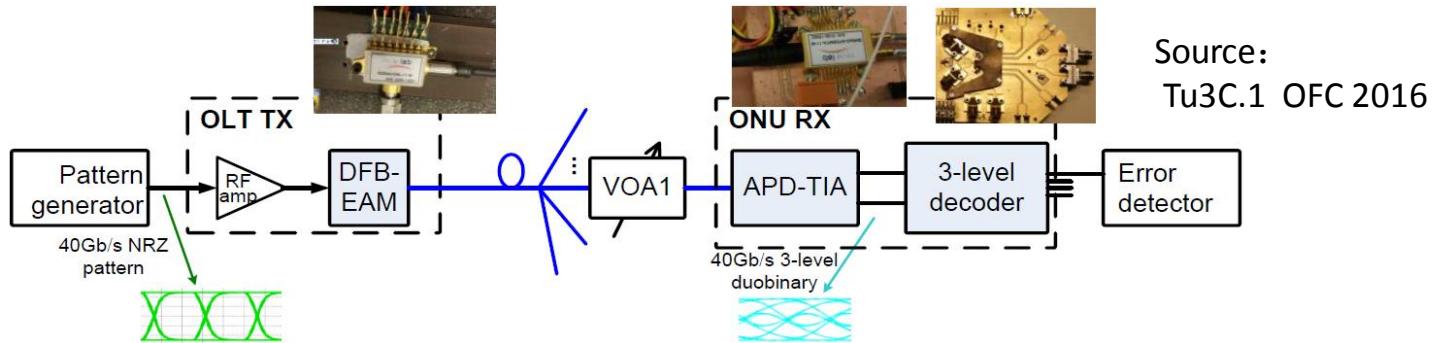 Source：
Tu3C.1 OFC 2016
OLT TX
ONU RX
Pattern
generator
RF
amp
DFB-
EAM
...
VOA1
APD-TIA
3-level
decoder
Error
detector
40Gb/s NRZ
pattern
40Gb/s 3-level
duobinary